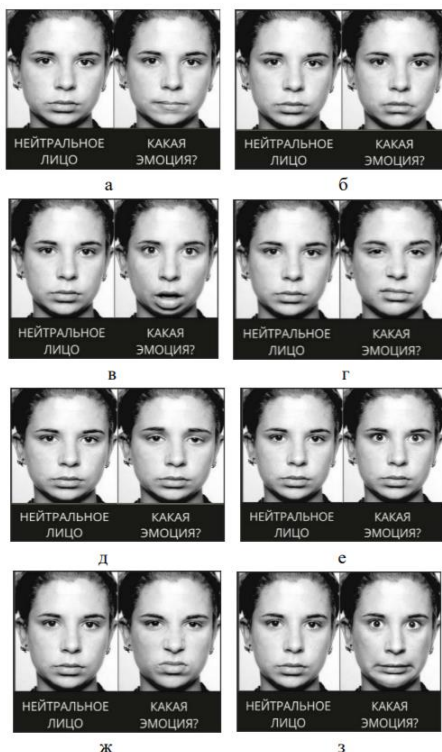 НЕЙТРАЛЬНОЕ ЛИЦО КАКАЯ ЭМОЦИЯ?
а
НЕЙТРАЛЬНОЕ ЛИЦО КАКАЯ ЭМОЦИЯ?
б
НЕЙТРАЛЬНОЕ ЛИЦО КАКАЯ ЭМОЦИЯ?
в
НЕЙТРАЛЬНОЕ ЛИЦО КАКАЯ ЭМОЦИЯ?
г
НЕЙТРАЛЬНОЕ ЛИЦО КАКАЯ ЭМОЦИЯ?
д
НЕЙТРАЛЬНОЕ ЛИЦО КАКАЯ ЭМОЦИЯ?
е
НЕЙТРАЛЬНОЕ ЛИЦО КАКАЯ ЭМОЦИЯ?
ж
НЕЙТРАЛЬНОЕ ЛИЦО КАКАЯ ЭМОЦИЯ?
з